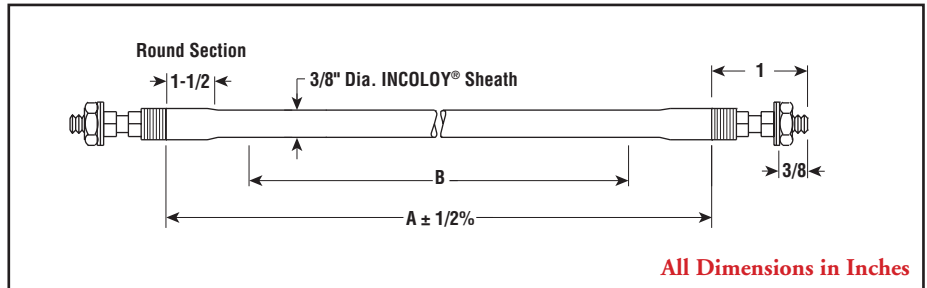 Round Section
1-1/2
3/8" Dia. INCOLOY® Sheath
1
3/8
B
A ± 1/2%
All Dimensions in Inches